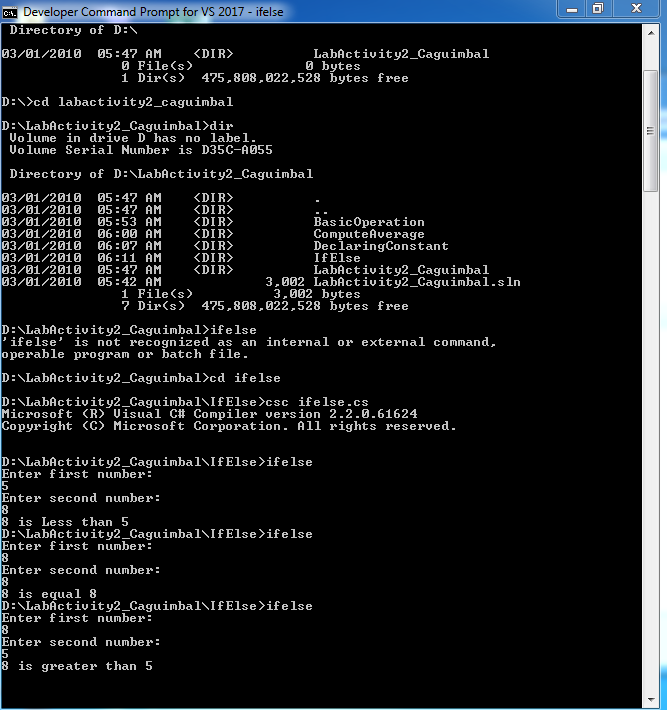 Developer Command Prompt for VS 2017 - ifelse
Directory of D:\
03/01/2010  05:47 AM    <DIR>          LabActivity2_Caguimbal
0 File(s)              0 bytes
1 Dir(s)  475,808,022,528 bytes free
D:\>cd labactivity2_caguimbal
D:\LabActivity2_Caguimbal>dir
Volume in drive D has no label.
Volume Serial Number is D35C-A055
Directory of D:\LabActivity2_Caguimbal
03/01/2010  05:47 AM    <DIR>          .
03/01/2010  05:47 AM    <DIR>          ..
03/01/2010  05:53 AM    <DIR>          BasicOperation
03/01/2010  06:00 AM    <DIR>          ComputeAverage
03/01/2010  06:07 AM    <DIR>          DeclaringConstant
03/01/2010  06:11 AM    <DIR>          IfElse
03/01/2010  05:47 AM    <DIR>          LabActivity2_Caguimbal
03/01/2010  05:42 AM             3,002 LabActivity2_Caguimbal.sln
1 File(s)          3,002 bytes
7 Dir(s)  475,808,022,528 bytes free
D:\LabActivity2_Caguimbal>ifelse
'ifelse' is not recognized as an internal or external command,
operable program or batch file.
D:\LabActivity2_Caguimbal>cd ifelse
D:\LabActivity2_Caguimbal\IfElse>csc ifelse.cs
Microsoft (R) Visual C# Compiler version 2.2.0.61624
Copyright (C) Microsoft Corporation. All rights reserved.
D:\LabActivity2_Caguimbal\IfElse>ifelse
Enter first number:
5
Enter second number:
8
8 is Less than 5
D:\LabActivity2_Caguimbal\IfElse>ifelse
Enter first number:
8
Enter second number:
8
8 is equal 8
D:\LabActivity2_Caguimbal\IfElse>ifelse
Enter first number:
8
Enter second number:
5
8 is greater than 5